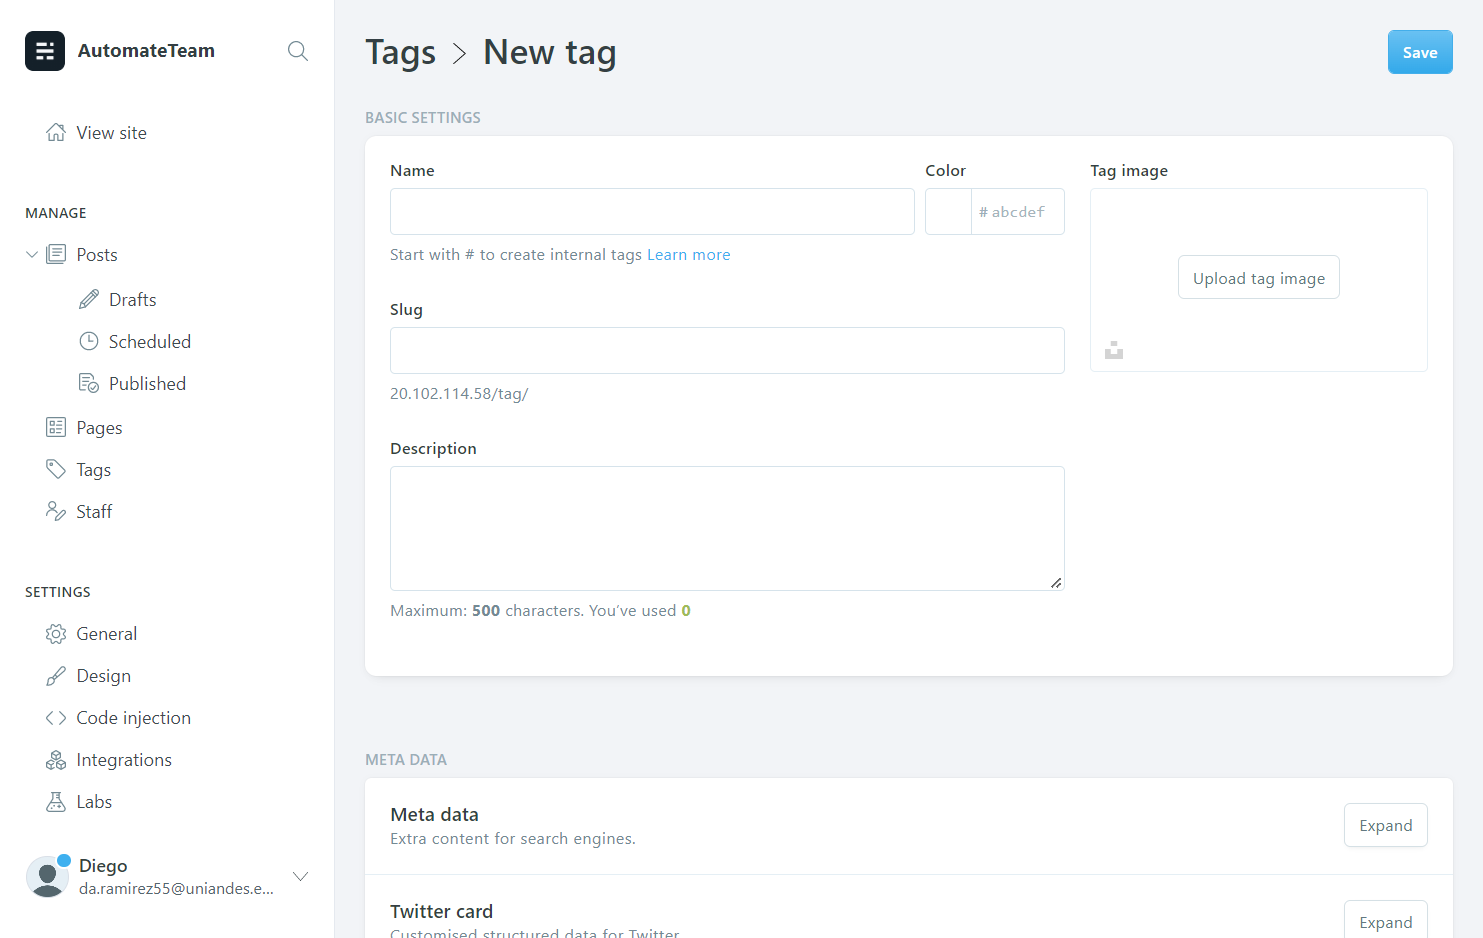 AutomateTeam
View site
MANAGE
Posts
Drafts
Scheduled
Published
Pages
Tags
Staff
SETTINGS
General
Design
Code injection
Integrations
Labs
Diego
da.ramirez55@uniandes.e...
Tags > New tag
Save
BASIC SETTINGS
Name
Color
# abcdef
Start with # to create internal tags Learn more
Slug
20.102.114.58/tag/
Description
Maximum: 500 characters. You’ve used 0
Tag image
Upload tag image
META DATA
Meta data
Extra content for search engines.
Expand
Twitter card
Customised structured data for Twitter
Expand